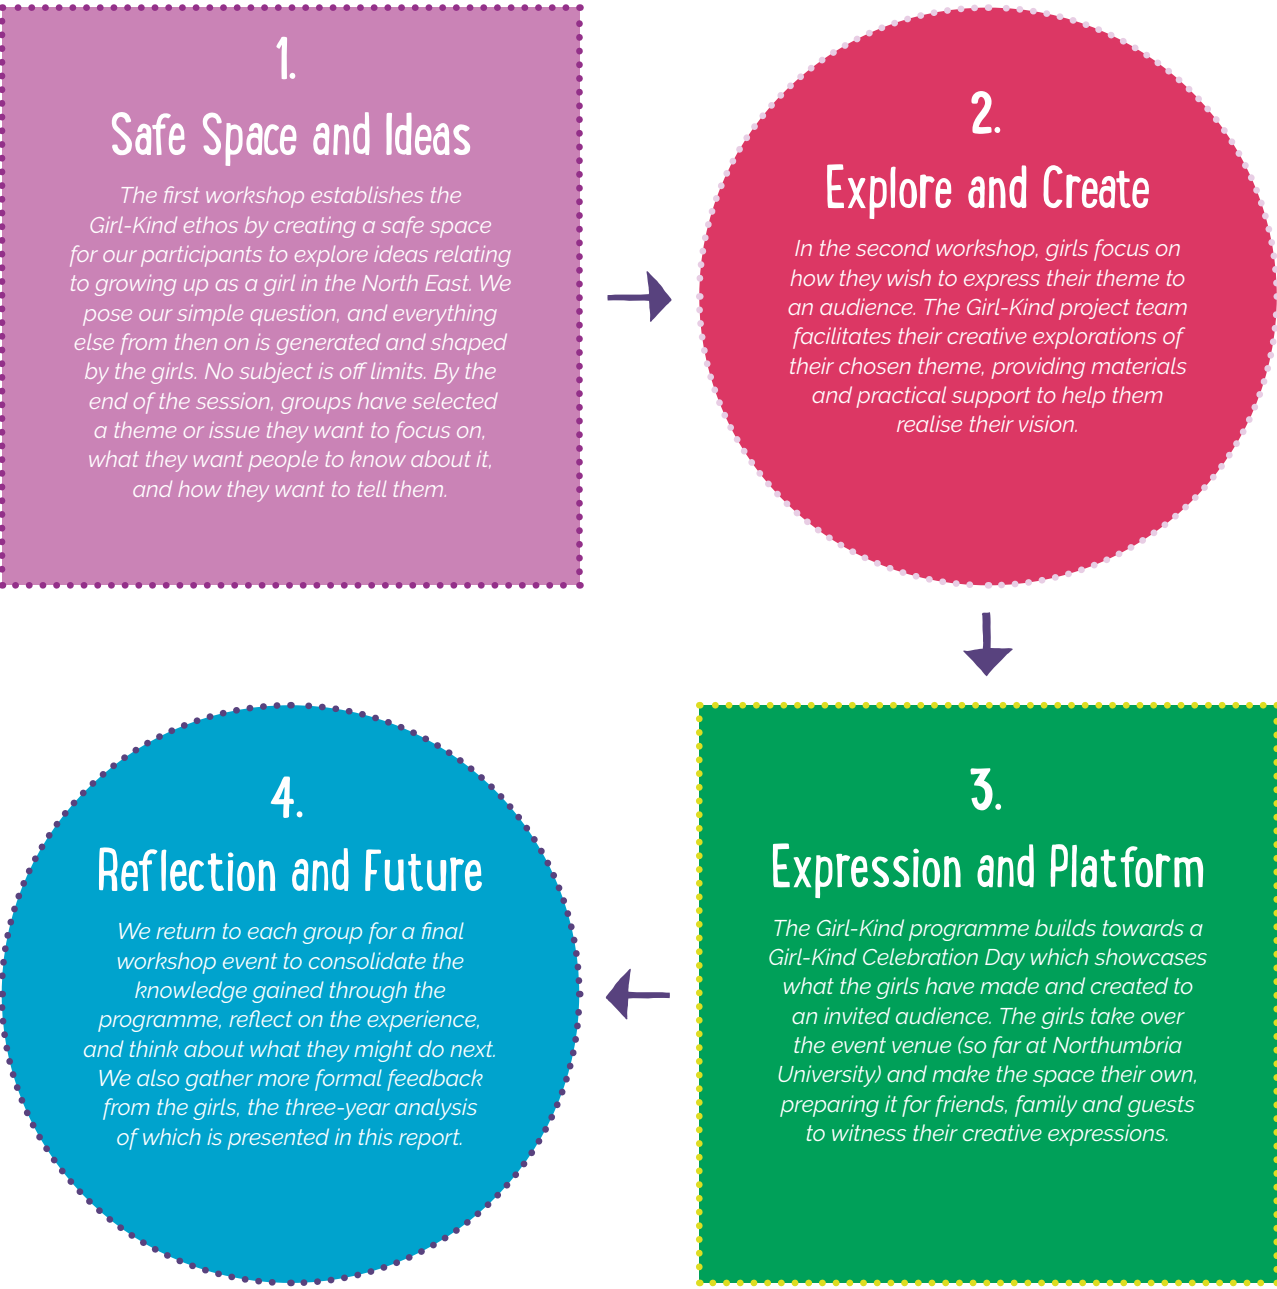 1.
Safe Space and Ideas
The first workshop establishes the
Girl-Kind ethos by creating a safe space
for our participants to explore ideas relating
to growing up as a girl in the North East. We
pose our simple question, and everything
else from then on is generated and shaped
by the girls. No subject is off limits. By the
end of the session, groups have selected
a theme or issue they want to focus on,
what they want people to know about it,
and how they want to tell them.
2.
Explore and Create
In the second workshop, girls focus on
how they wish to express their theme to
an audience. The Girl-Kind project team
facilitates their creative explorations of
their chosen theme, providing materials
and practical support to help them
realise their vision.
3.
Expression and Platform
The Girl-Kind programme builds towards a
Girl-Kind Celebration Day which showcases
what the girls have made and created to
an invited audience. The girls take over
the event venue (so far at Northumbria
University) and make the space their own,
preparing it for friends, family and guests
to witness their creative expressions.
4.
Reflection and Future
We return to each group for a final
workshop event to consolidate the
knowledge gained through the
programme, reflect on the experience,
and think about what they might do next.
We also gather more formal feedback
from the girls, the three-year analysis
of which is presented in this report.